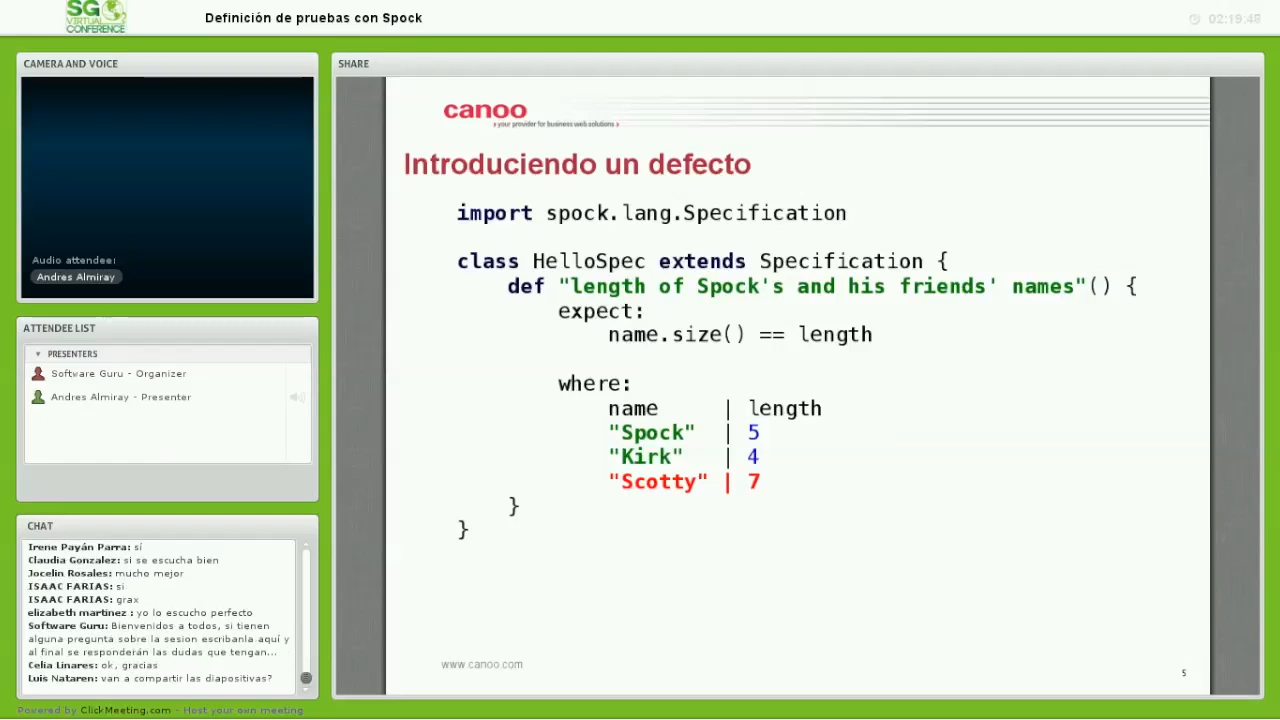 SG
VIRTUAL
CONFERENCE
Definición de pruebas con Spock
02:19:48
CAMERA AND VOICE
Audio attendee:
Andres Almiray
ATTENDEE LIST
PRESENTERS
Software Guru - Organizer
Andres Almiray - Presenter
CHAT
Irene Payán Parra: sí
Claudia Gonzalez: si se escucha bien
Jocelin Rosales: mucho mejor
ISAAC FARIAS: si
ISAAC FARIAS: grax
elizabeth martinez : yo lo escucho perfecto
Software Guru: Bienvenidos a todos, si tienen
alguna pregunta sobre la sesion escribanla aquí y
al final se responderán las dudas que tengan...
Celia Linares: ok, gracias
Luis Nataren: van a compartir las diapositivas?
Powered by ClickMeeting.com - Host your own meeting
SHARE
canoo
your provider for business web solutions
Introduciendo un defecto
import spock.lang.Specification
class HelloSpec extends Specification {
def "length of Spock's and his friends' names"() {
expect:
name.size() == length
where:
name | length
"Spock" | 5
"Kirk" | 4
"Scotty" | 7
}
}
www.canoo.com
5